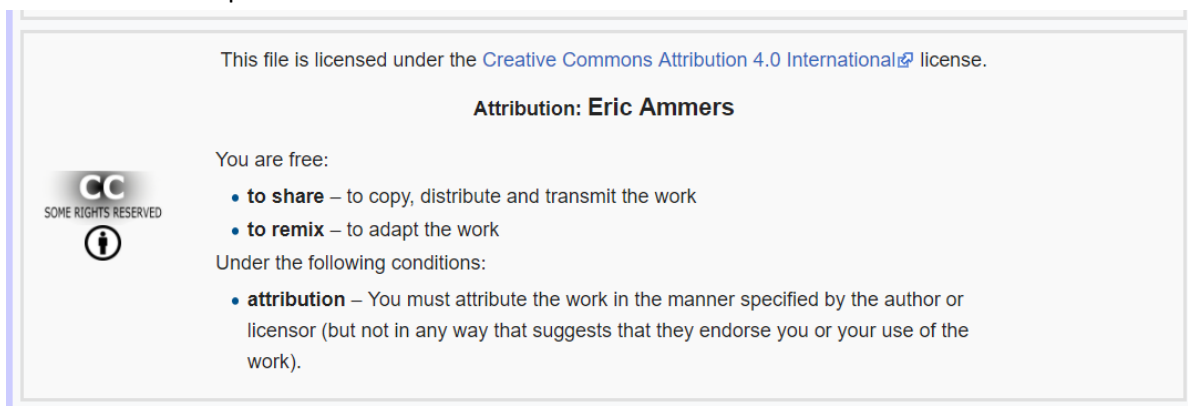 This file is licensed under the Creative Commons Attribution 4.0 International license.
Attribution: Eric Ammers
You are free:
• to share – to copy, distribute and transmit the work
• to remix – to adapt the work
Under the following conditions:
• attribution – You must attribute the work in the manner specified by the author or
licensor (but not in any way that suggests that they endorse you or your use of the
work).
CC
SOME RIGHTS RESERVED